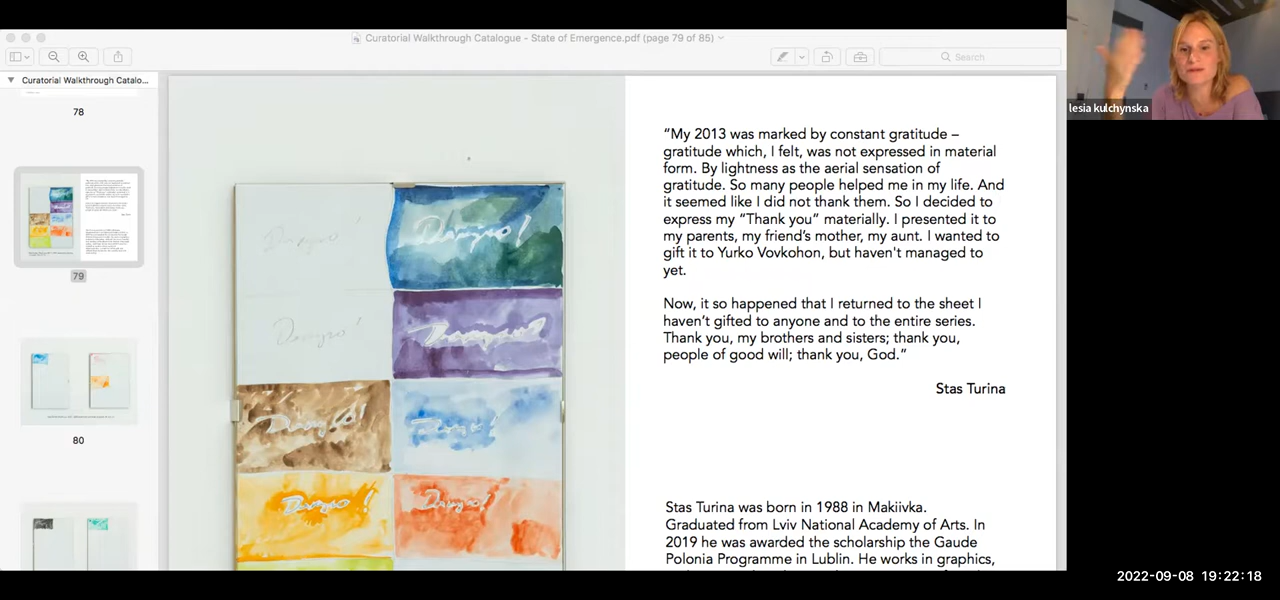 Curatorial Walkthrough Catalogue - State of Emergence.pdf (page 79 of 85)
Search
Curatorial Walkthrough Catalo...
78
79
80
lesia kulchynska
“My 2013 was marked by constant gratitude –
gratitude which, I felt, was not expressed in material
form. By lightness as the aerial sensation of
gratitude. So many people helped me in my life. And
it seemed like I did not thank them. So I decided to
express my “Thank you” materially. I presented it to
my parents, my friend’s mother, my aunt. I wanted to
gift it to Yurko Vovkohon, but haven't managed to
yet.
Now, it so happened that I returned to the sheet I
haven’t gifted to anyone and to the entire series.
Thank you, my brothers and sisters; thank you,
people of good will; thank you, God.”
Stas Turina
Stas Turina was born in 1988 in Makiivka.
Graduated from Lviv National Academy of Arts. In
2019 he was awarded the scholarship the Gaude
Polonia Programme in Lublin. He works in graphics,
2022-09-08 19:22:18